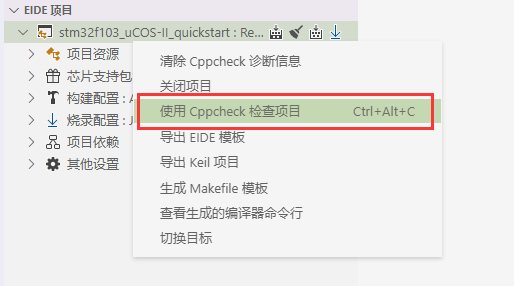 EIDE 项目
stm32f103_uCOS-II_quickstart : Re...
项目资源
芯片支持包
构建配置 : A
烧录配置 : J
项目依赖
其他设置
清除 Cppcheck 诊断信息
关闭项目
使用 Cppcheck 检查项目 Ctrl+Alt+C
导出 EIDE 模板
导出 Keil 项目
生成 Makefile 模板
查看生成的编译器命令行
切换目标